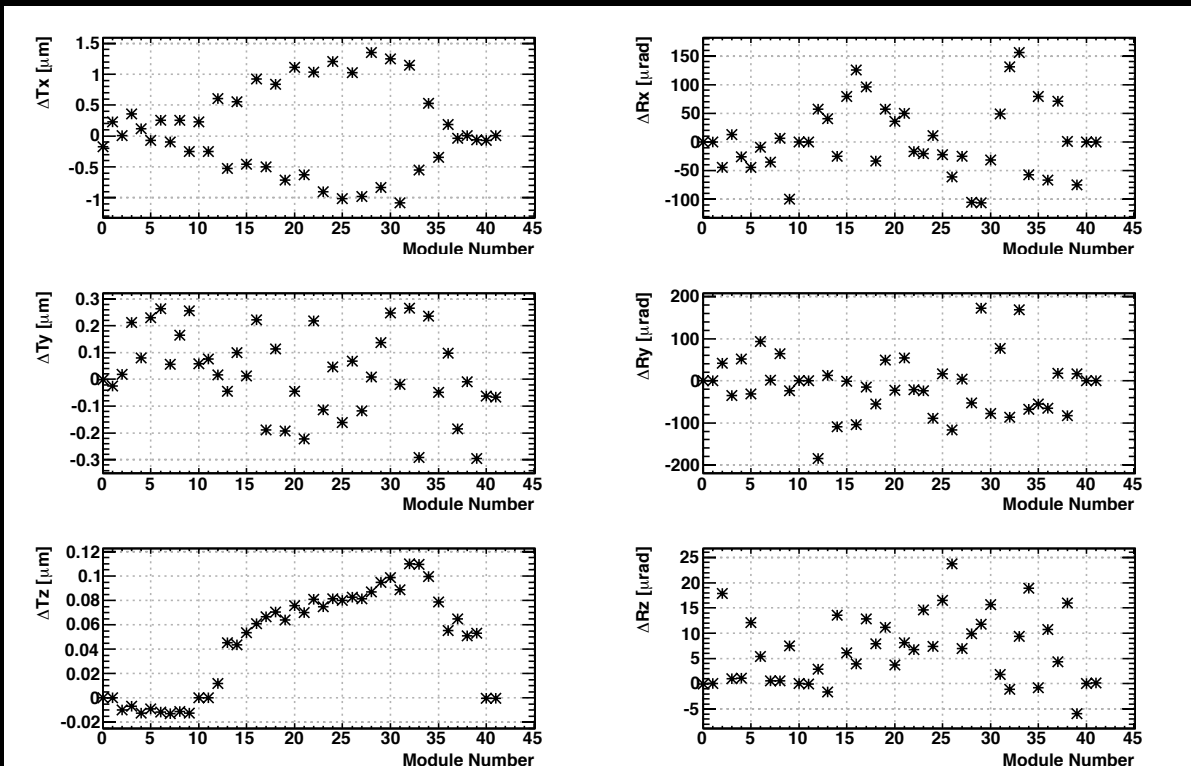 ΔTx [μm]
1.5
1
0.5
0
-0.5
-1
0 5 10 15 20 25 30 35 40 45
Module Number
ΔRx [μrad]
150
100
50
0
-50
-100
0 5 10 15 20 25 30 35 40 45
Module Number
ΔTy [μm]
0.3
0.2
0.1
0
-0.1
-0.2
-0.3
0 5 10 15 20 25 30 35 40 45
Module Number
ΔRy [μrad]
200
100
0
-100
-200
0 5 10 15 20 25 30 35 40 45
Module Number
ΔTz [μm]
0.12
0.1
0.08
0.06
0.04
0.02
0
-0.02
0 5 10 15 20 25 30 35 40 45
Module Number
ΔRz [μrad]
25
20
15
10
5
0
-5
0 5 10 15 20 25 30 35 40 45
Module Number